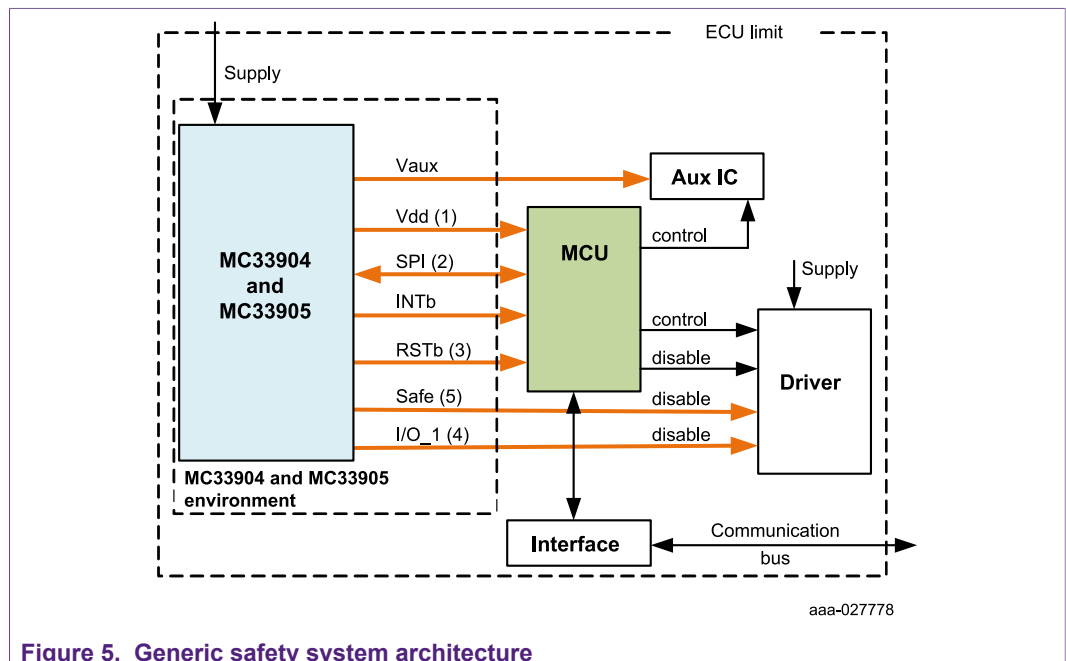 ECU limit
Supply
Vaux
Aux IC
Vdd (1)
MCU
control
MC33904
and
MC33905
SPI (2)
Supply
INTb
control
RSTb (3)
disable
Driver
Safe (5)
disable
I/O_1 (4)
disable
MC33904 and MC33905
environment
Interface
Communication
bus
aaa-027778
Figure 5. Generic safety system architecture